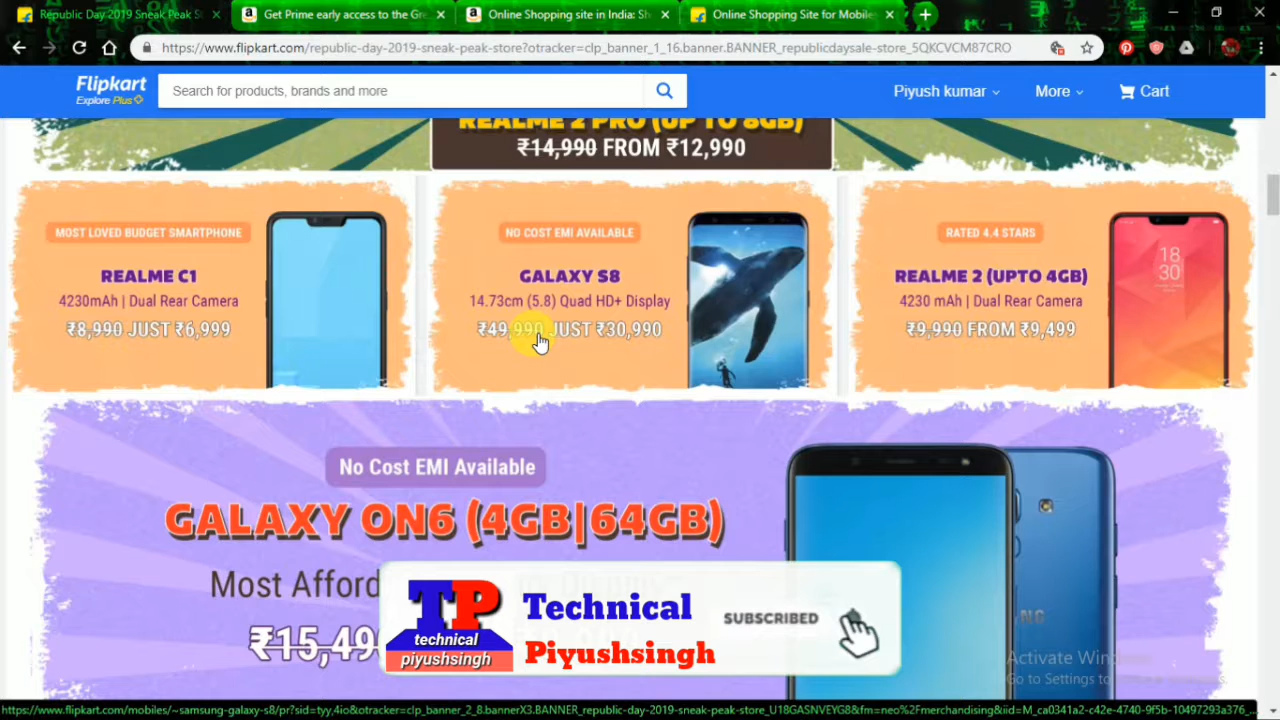 Republic Day 2019 Sneak Peak S
Get Prime early access to the Gre
Online Shopping site in India: Sh
Online Shopping Site for Mobile
https://www.flipkart.com/republic-day-2019-sneak-peak-store?otracker=clp_banner_1_16.banner.BANNER_republicdaysale-store_5QKCVCM87CRO
Flipkart
Explore Plus
Search for products, brands and more
Piyush kumar
More
Cart
REALME 2 PRO (UP TO 8GB)
₹14,990 FROM ₹12,990
MOST LOVED BUDGET SMARTPHONE
REALME C1
4230mAh | Dual Rear Camera
₹8,990 JUST ₹6,999
NO COST EMI AVAILABLE
GALAXY S8
14.73cm (5.8) Quad HD+ Display
₹49,990 JUST ₹30,990
RATED 4.4 STARS
REALME 2 (UPTO 4GB)
4230 mAh | Dual Rear Camera
₹9,990 FROM ₹9,499
18
30
No Cost EMI Available
GALAXY ON6 (4GB|64GB)
Most Afford
₹15,49
TP
technical
piyushsingh
Technical
Piyushsingh
SUBSCRIBED
Activate Wind
Go to Settings to
https://www.flipkart.com/mobiles/~samsung-galaxy-s8/pr?sid=tyy,4io&otracker=clp_banner_2_8.bannerX3.BANNER_republic-day-2019-sneak-peak-store_U18GASNVEYG8&fm=neo%2Fmerchandising&iid=M_ca0341a2-c42e-4740-9f5b-10497293a376_...